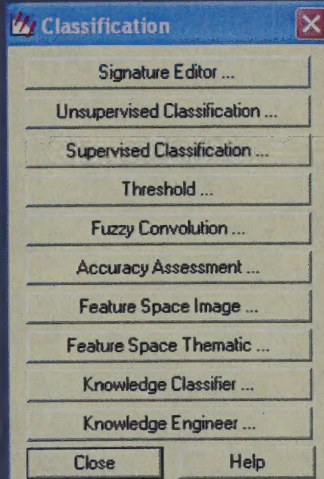 Classification
Signature Editor ...
Unsupervised Classification ...
Supervised Classification ...
Threshold ...
Fuzzy Convolution ...
Accuracy Assessment ...
Feature Space Image ...
Feature Space Thematic ...
Knowledge Classifier ...
Knowledge Engineer ...
Close Help